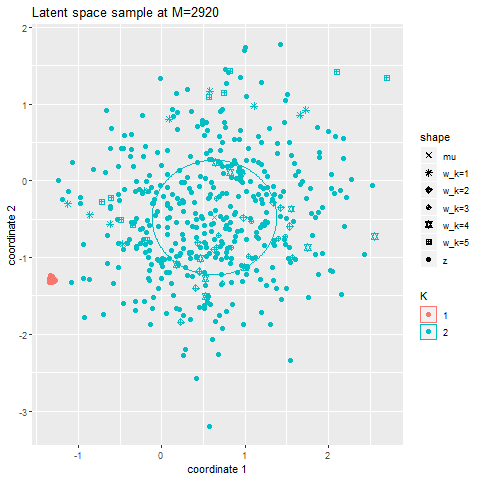 Latent space sample at M=2920
2
1
0
-1
-2
-3
-1
0
1
2
coordinate 1
coordinate 2
shape
mu
w_k=1
w_k=2
w_k=3
w_k=4
w_k=5
z
K
1
2